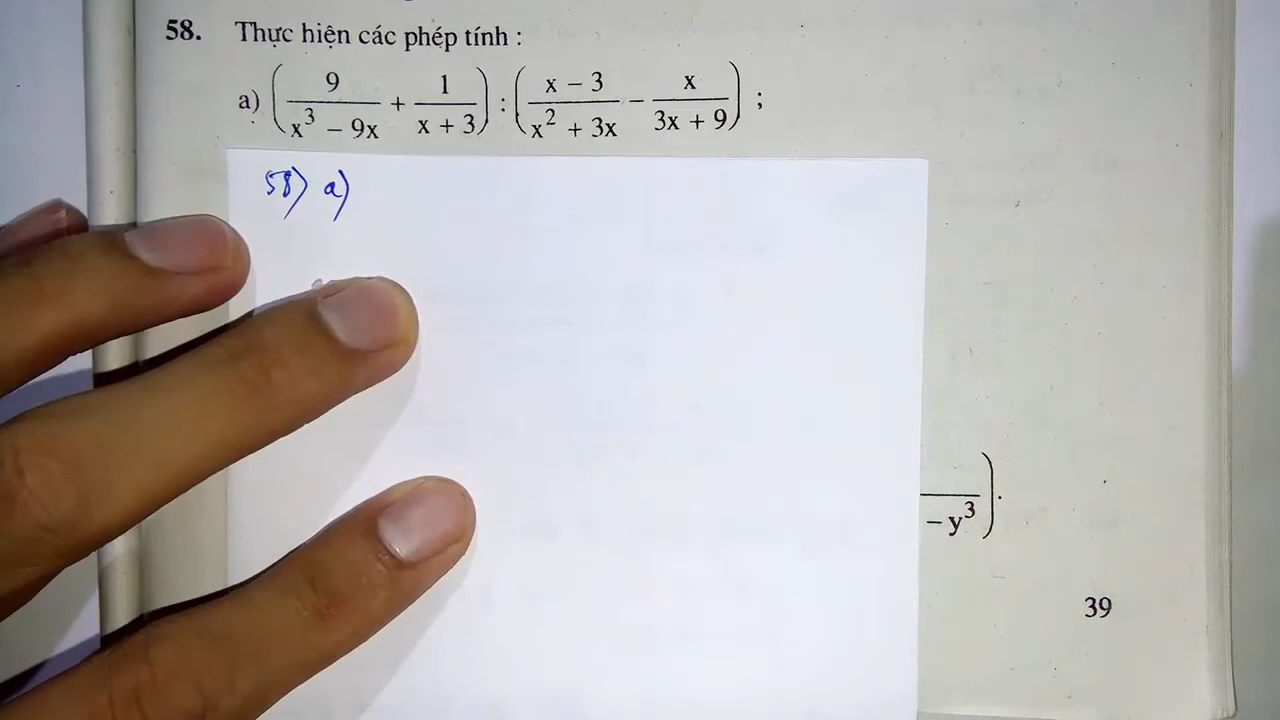 58. Thực hiện các phép tính :
a) ( 9 / (x³ − 9x) + 1 / (x + 3) ) : ( (x − 3) / (x² + 3x) − x / (3x + 9) ) ;
58) a)
− y³ ) .
39